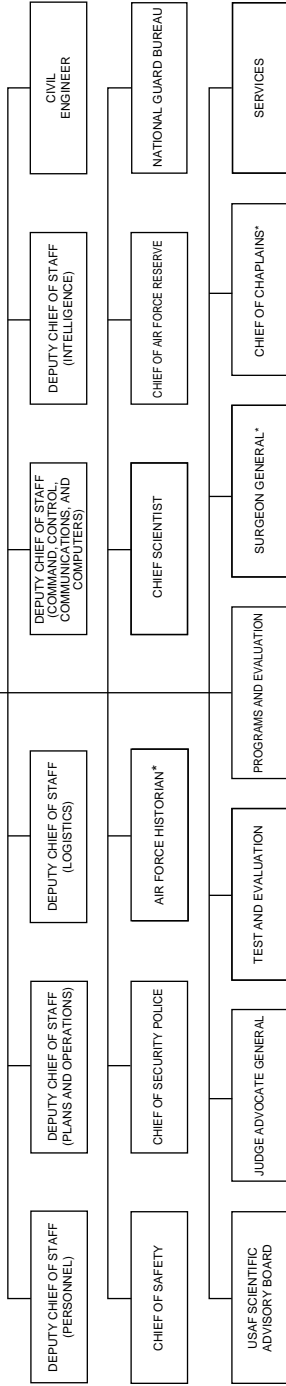 DEPUTY CHIEF OF STAFF
(PERSONNEL)
DEPUTY CHIEF OF STAFF
(PLANS AND OPERATIONS)
DEPUTY CHIEF OF STAFF
(LOGISTICS)
DEPUTY CHIEF OF STAFF
(COMMAND, CONTROL,
COMMUNICATIONS, AND
COMPUTERS)
DEPUTY CHIEF OF STAFF
(INTELLIGENCE)
CIVIL
ENGINEER
CHIEF OF SAFETY
CHIEF OF SECURITY POLICE
AIR FORCE HISTORIAN*
CHIEF SCIENTIST
CHIEF OF AIR FORCE RESERVE
NATIONAL GUARD BUREAU
USAF SCIENTIFIC
ADVISORY BOARD
JUDGE ADVOCATE GENERAL
TEST AND EVALUATION
PROGRAMS AND EVALUATION
SURGEON GENERAL*
CHIEF OF CHAPLAINS*
SERVICES